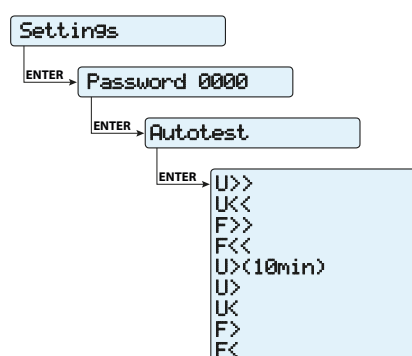 Settings
ENTER
Password 0000
ENTER
Autotest
ENTER
U>>
U<<
F>>
F<<
U>(10min)
U>
U<
F>
F<